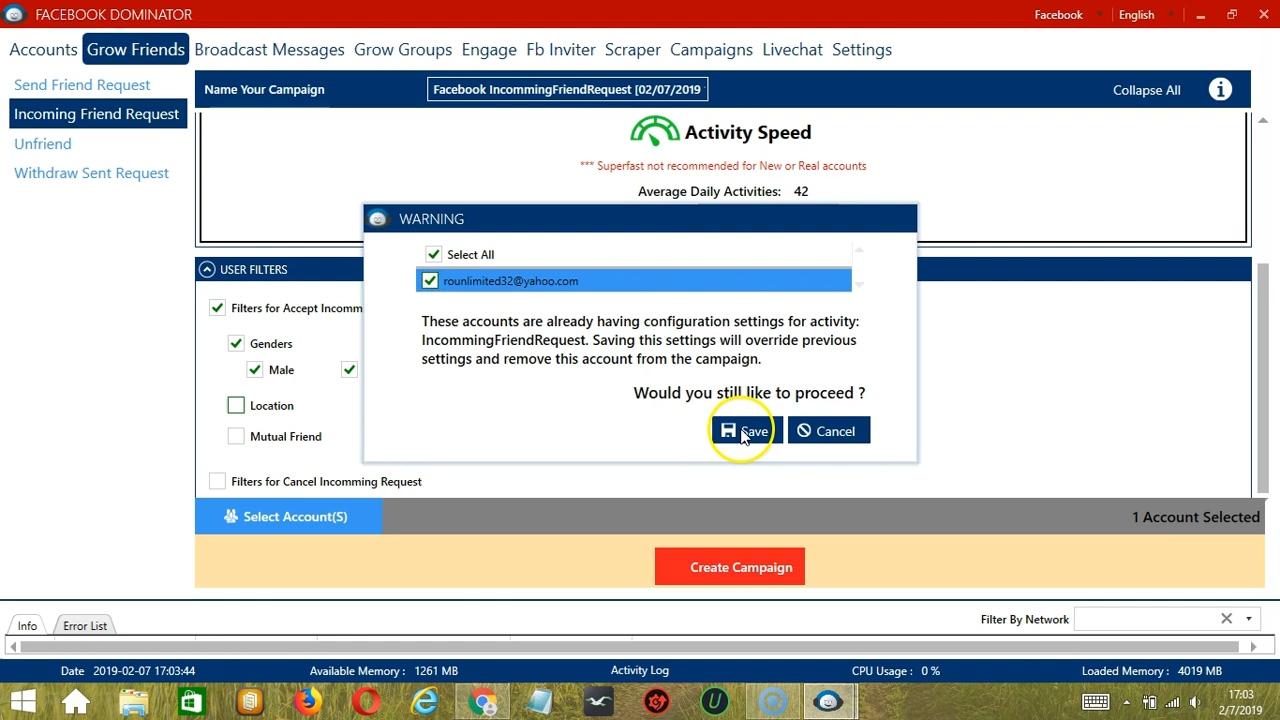 FACEBOOK DOMINATOR
Facebook
English
Accounts
Grow Friends
Broadcast Messages
Grow Groups
Engage
Fb Inviter
Scraper
Campaigns
Livechat
Settings
Send Friend Request
Incoming Friend Request
Unfriend
Withdraw Sent Request
Name Your Campaign
Facebook IncommingFriendRequest [02/07/2019
Collapse All
Activity Speed
*** Superfast not recommended for New or Real accounts
Average Daily Activities: 42
WARNING
Select All
rounlimited32@yahoo.com
These accounts are already having configuration settings for activity:
IncommingFriendRequest. Saving this settings will override previous
settings and remove this account from the campaign.
Would you still like to proceed ?
Save
Cancel
USER FILTERS
Filters for Accept Incomm
Genders
Male
Location
Mutual Friend
Filters for Cancel Incomming Request
Select Account(S)
1 Account Selected
Create Campaign
Info
Error List
Filter By Network
Date 2019-02-07 17:03:44
Available Memory : 1261 MB
Activity Log
CPU Usage : 0 %
Loaded Memory : 4019 MB
17:03
2/7/2019